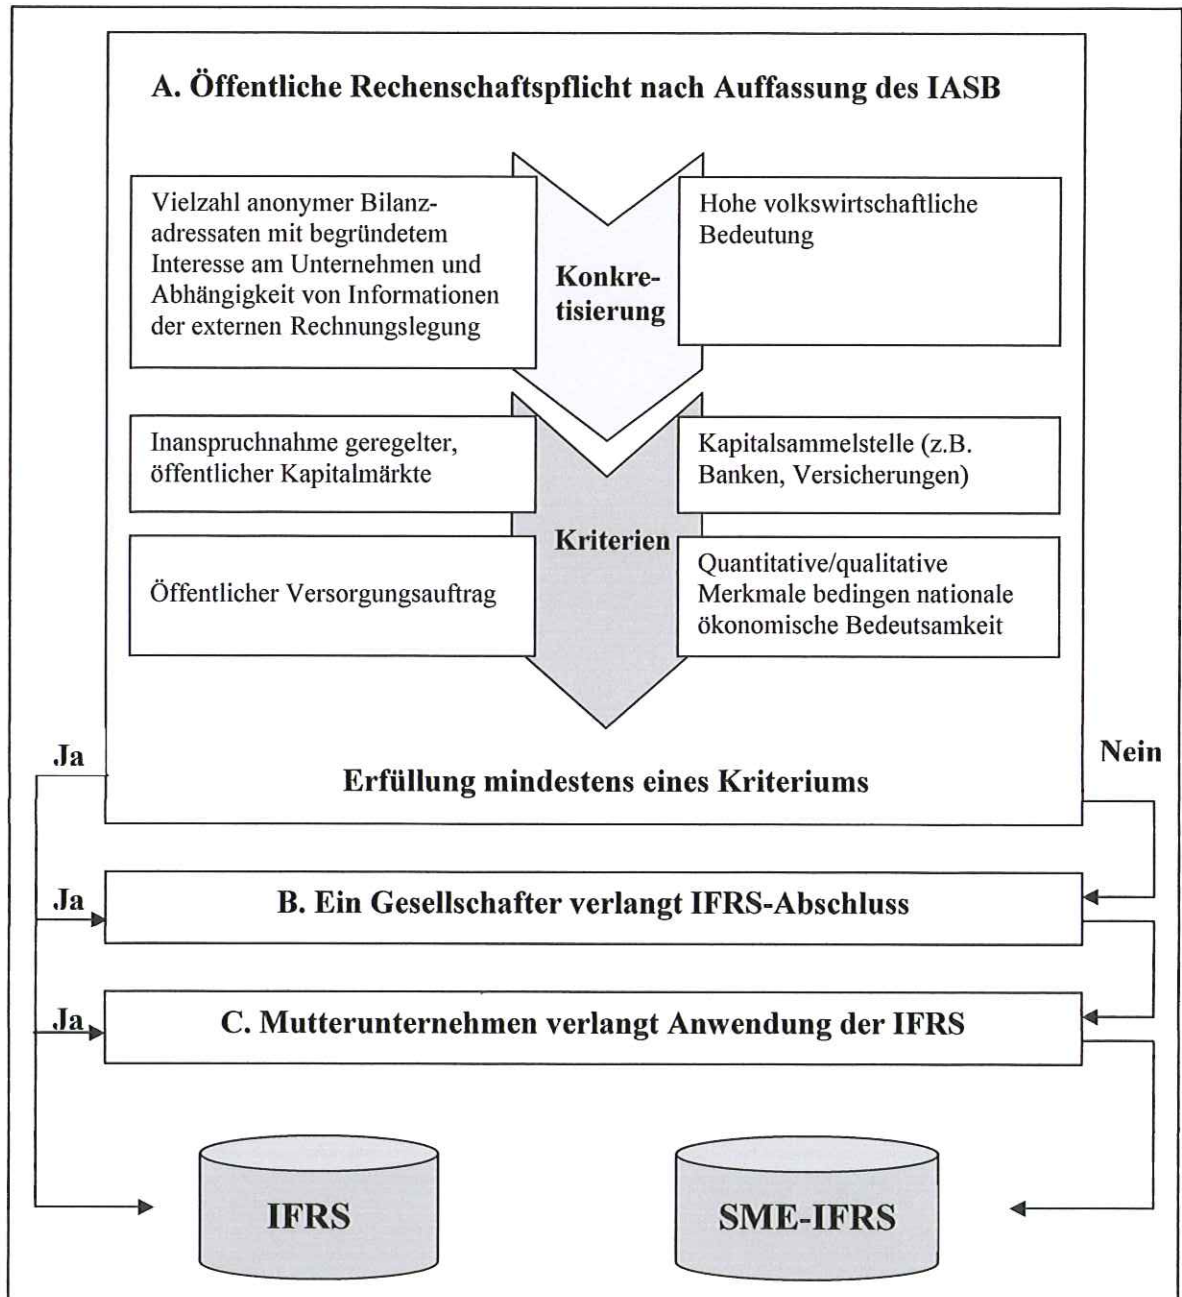 A. Öffentliche Rechenschaftspflicht nach Auffassung des IASB
Vielzahl anonymer Bilanz-
adressaten mit begründetem
Interesse am Unternehmen und
Abhängigkeit von Informationen
der externen Rechnungslegung
Konkre-
tisierung
Hohe volkswirtschaftliche
Bedeutung
Inanspruchnahme geregelter,
öffentlicher Kapitalmärkte
Kapitalsammelstelle (z.B.
Banken, Versicherungen)
Kriterien
Öffentlicher Versorgungsauftrag
Quantitative/qualitative
Merkmale bedingen nationale
ökonomische Bedeutsamkeit
Ja
Nein
Erfüllung mindestens eines Kriteriums
Ja
B. Ein Gesellschafter verlangt IFRS-Abschluss
Ja
C. Mutterunternehmen verlangt Anwendung der IFRS
IFRS
SME-IFRS